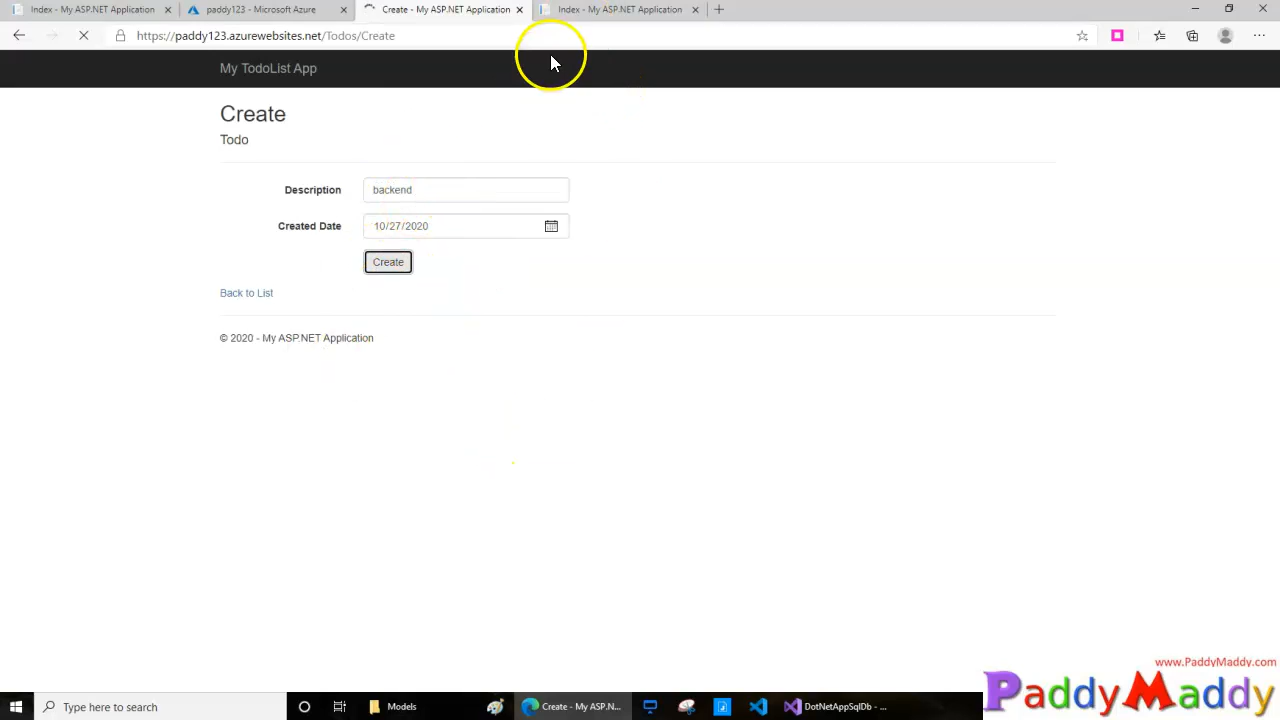 Index - My ASP.NET Application
paddy123 - Microsoft Azure
Create - My ASP.NET Application
Index - My ASP.NET Application
https://paddy123.azurewebsites.net/Todos/Create
My TodoList App
Create
Todo
Description
backend
Created Date
10/27/2020
Create
Back to List
© 2020 - My ASP.NET Application
www.PaddyMaddy.com
PaddyMaddy
Type here to search
Models
Create - My ASP.N...
DotNetAppSqlDb - ...